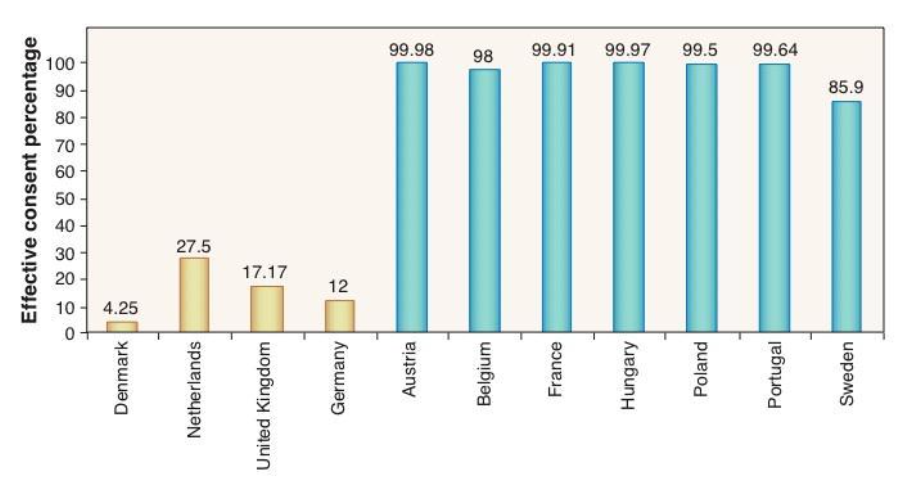 Effective consent percentage
100
90
80
70
60
50
40
30
20
10
0
4.25
27.5
17.17
12
99.98
98
99.91
99.97
99.5
99.64
85.9
Denmark
Netherlands
United Kingdom
Germany
Austria
Belgium
France
Hungary
Poland
Portugal
Sweden